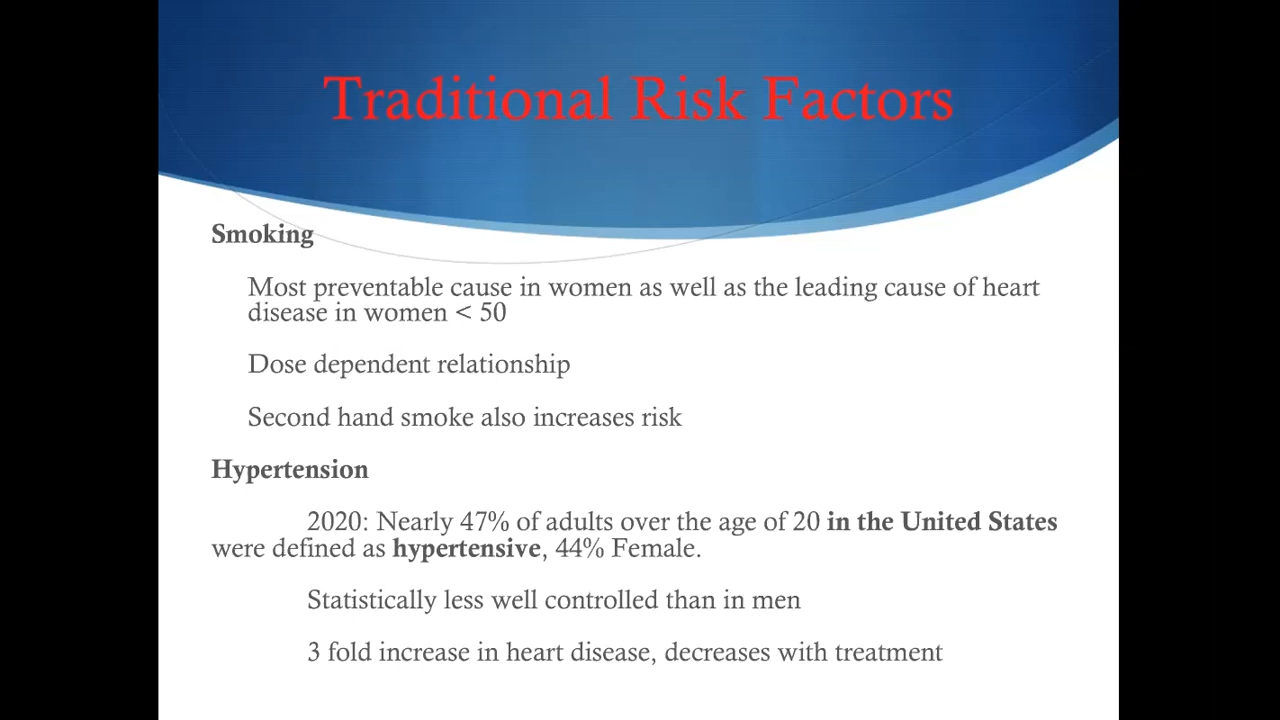 Traditional Risk Factors
Smoking
Most preventable cause in women as well as the leading cause of heart
disease in women < 50
Dose dependent relationship
Second hand smoke also increases risk
Hypertension
2020: Nearly 47% of adults over the age of 20 in the United States
were defined as hypertensive, 44% Female.
Statistically less well controlled than in men
3 fold increase in heart disease, decreases with treatment